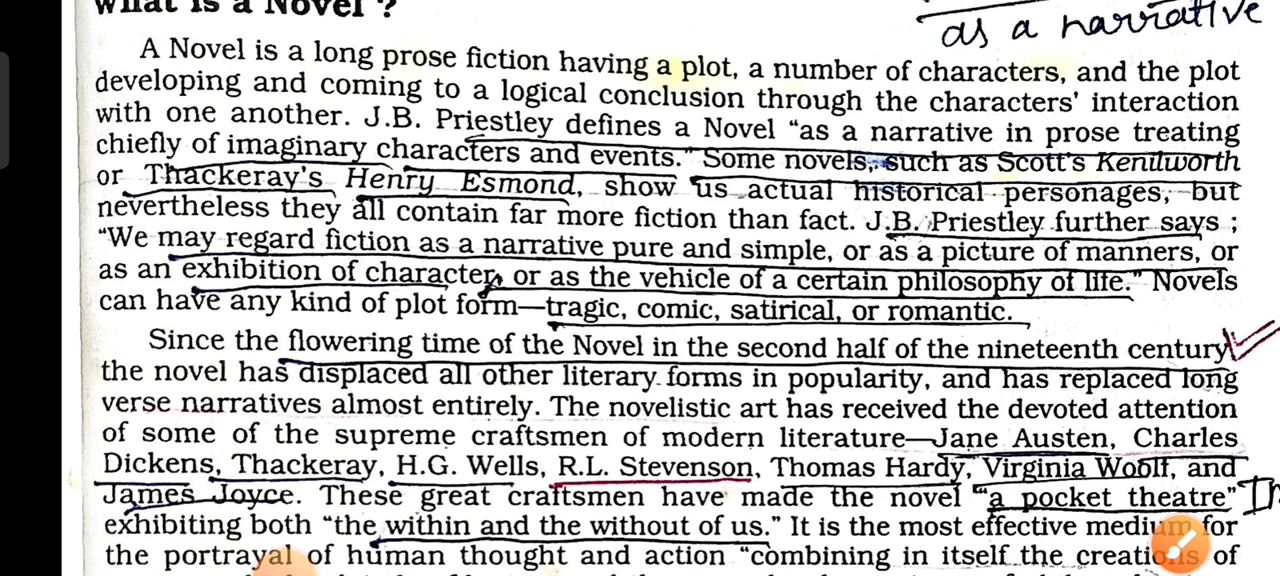 What is a Novel ?
as a narrative
A Novel is a long prose fiction having a plot, a number of characters, and the plot
developing and coming to a logical conclusion through the characters' interaction
with one another. J.B. Priestley defines a Novel “as a narrative in prose treating
chiefly of imaginary characters and events.” Some novels, such as Scott's Kenilworth
or Thackeray's Henry Esmond, show us actual historical personages, but
nevertheless they all contain far more fiction than fact. J.B. Priestley further says ;
“We may regard fiction as a narrative pure and simple, or as a picture of manners, or
as an exhibition of character, or as the vehicle of a certain philosophy of life.” Novels
can have any kind of plot form—tragic, comic, satirical, or romantic.
Since the flowering time of the Novel in the second half of the nineteenth century
the novel has displaced all other literary forms in popularity, and has replaced long
verse narratives almost entirely. The novelistic art has received the devoted attention
of some of the supreme craftsmen of modern literature—Jane Austen, Charles
Dickens, Thackeray, H.G. Wells, R.L. Stevenson, Thomas Hardy, Virginia Woolf, and
James Joyce. These great craftsmen have made the novel “a pocket theatre”
exhibiting both “the within and the without of us.” It is the most effective medium for
the portrayal of human thought and action “combining in itself the creations of